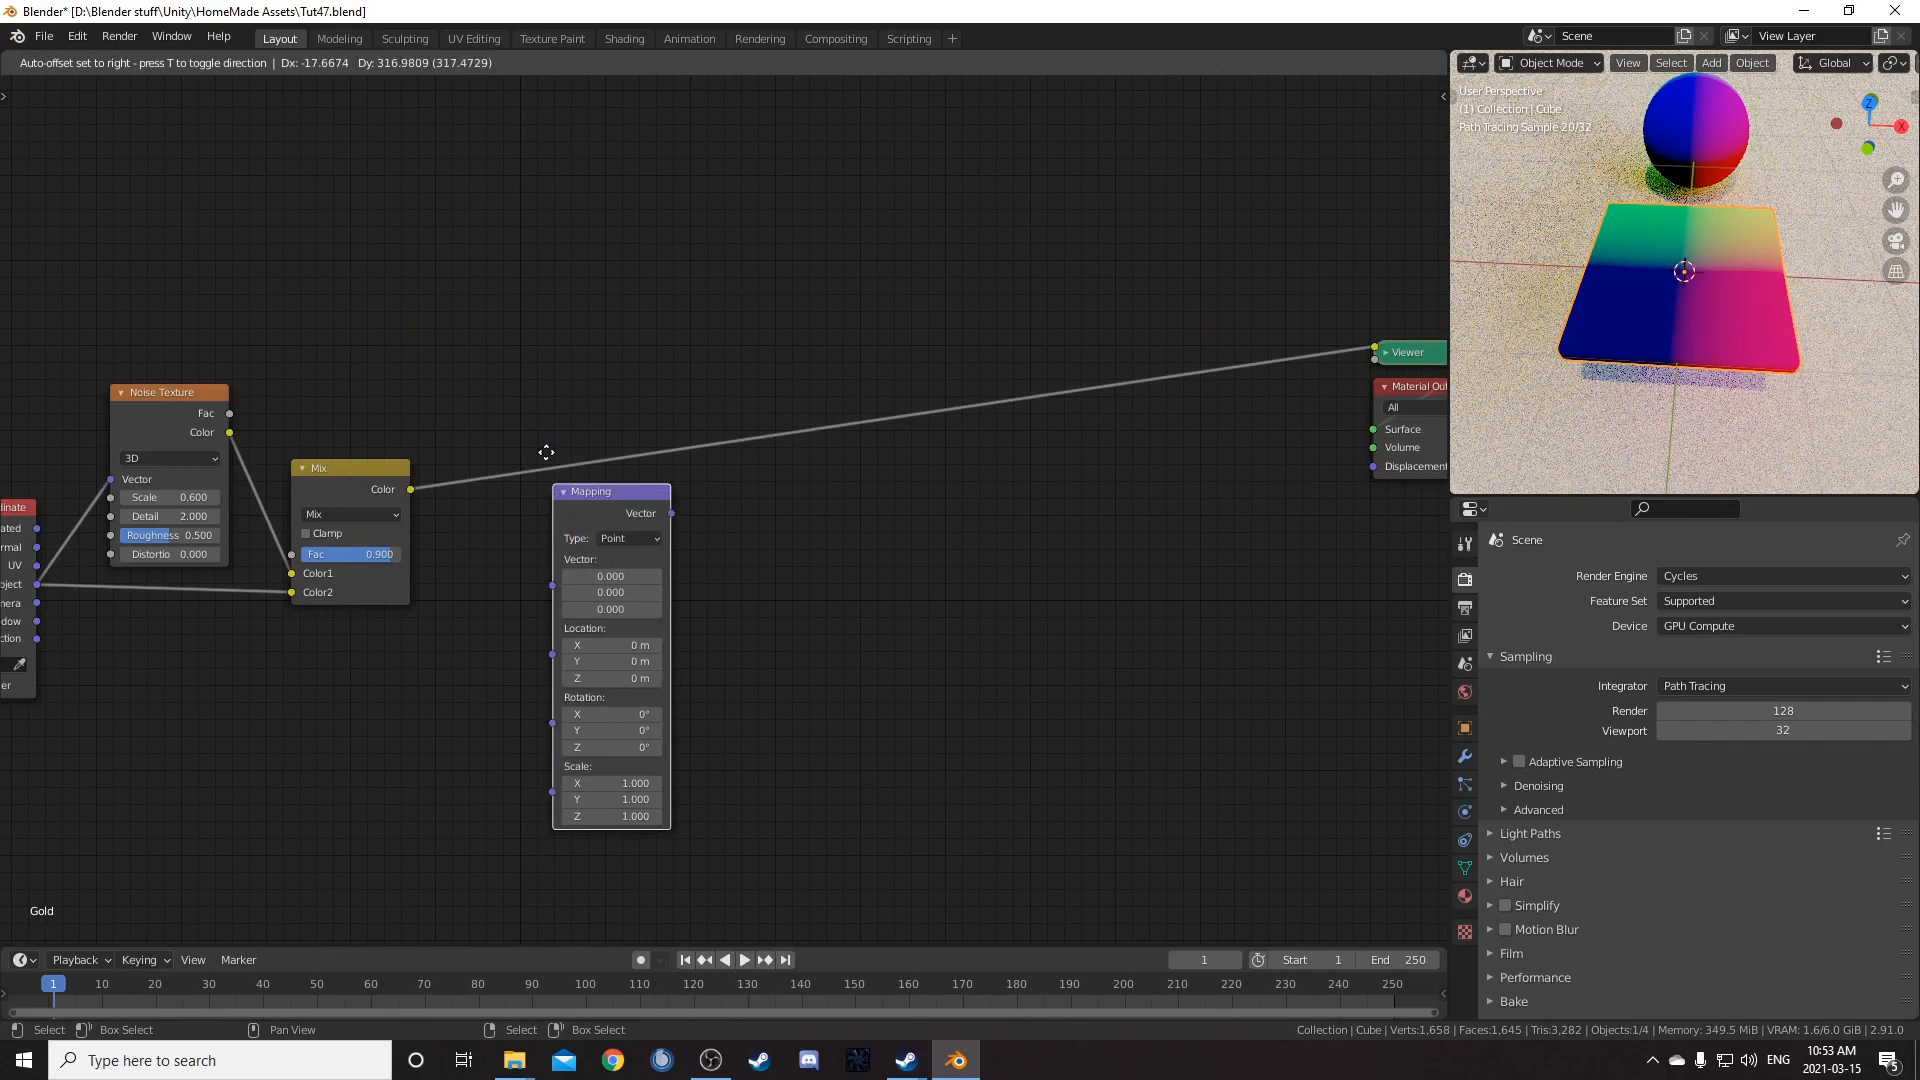 Blender* [D:\Blender stuff\Unity\HomeMade Assets\Tut47.blend]
File Edit Render Window Help Layout Modeling Sculpting UV Editing Texture Paint Shading Animation Rendering Compositing Scripting + Scene View Layer
Auto-offset set to right - press T to toggle direction | Dx: -17.6674 Dy: 316.9809 (317.4729)
Object Mode View Select Add Object Global
User Perspective
(1) Collection | Cube
Path Tracing Sample 20/32
Z
X
Noise Texture
Fac
Color
3D
Vector
Scale 0.600
Detail 2.000
Roughness 0.500
Distortio 0.000
inate
ated
rmal
UV
bject
mera
dow
ction
er
Mix
Color
Mix
Clamp
Fac 0.900
Color1
Color2
Mapping
Vector
Type: Point
Vector:
0.000
0.000
0.000
Location:
X 0 m
Y 0 m
Z 0 m
Rotation:
X 0°
Y 0°
Z 0°
Scale:
X 1.000
Y 1.000
Z 1.000
Viewer
Material Out
All
Surface
Volume
Displacement
Gold
Scene
Render Engine Cycles
Feature Set Supported
Device GPU Compute
Sampling
Integrator Path Tracing
Render 128
Viewport 32
Adaptive Sampling
Denoising
Advanced
Light Paths
Volumes
Hair
Simplify
Motion Blur
Film
Performance
Bake
Playback Keying View Marker 1 Start 1 End 250
1 10 20 30 40 50 60 70 80 90 100 110 120 130 140 150 160 170 180 190 200 210 220 230 240 250
Select Box Select Pan View Select Box Select Collection | Cube | Verts:1,658 | Faces:1,645 | Tris:3,282 | Objects:1/4 | Memory: 349.5 MiB | VRAM: 1.6/6.0 GiB | 2.91.0
Type here to search
ENG
10:53 AM
2021-03-15
5